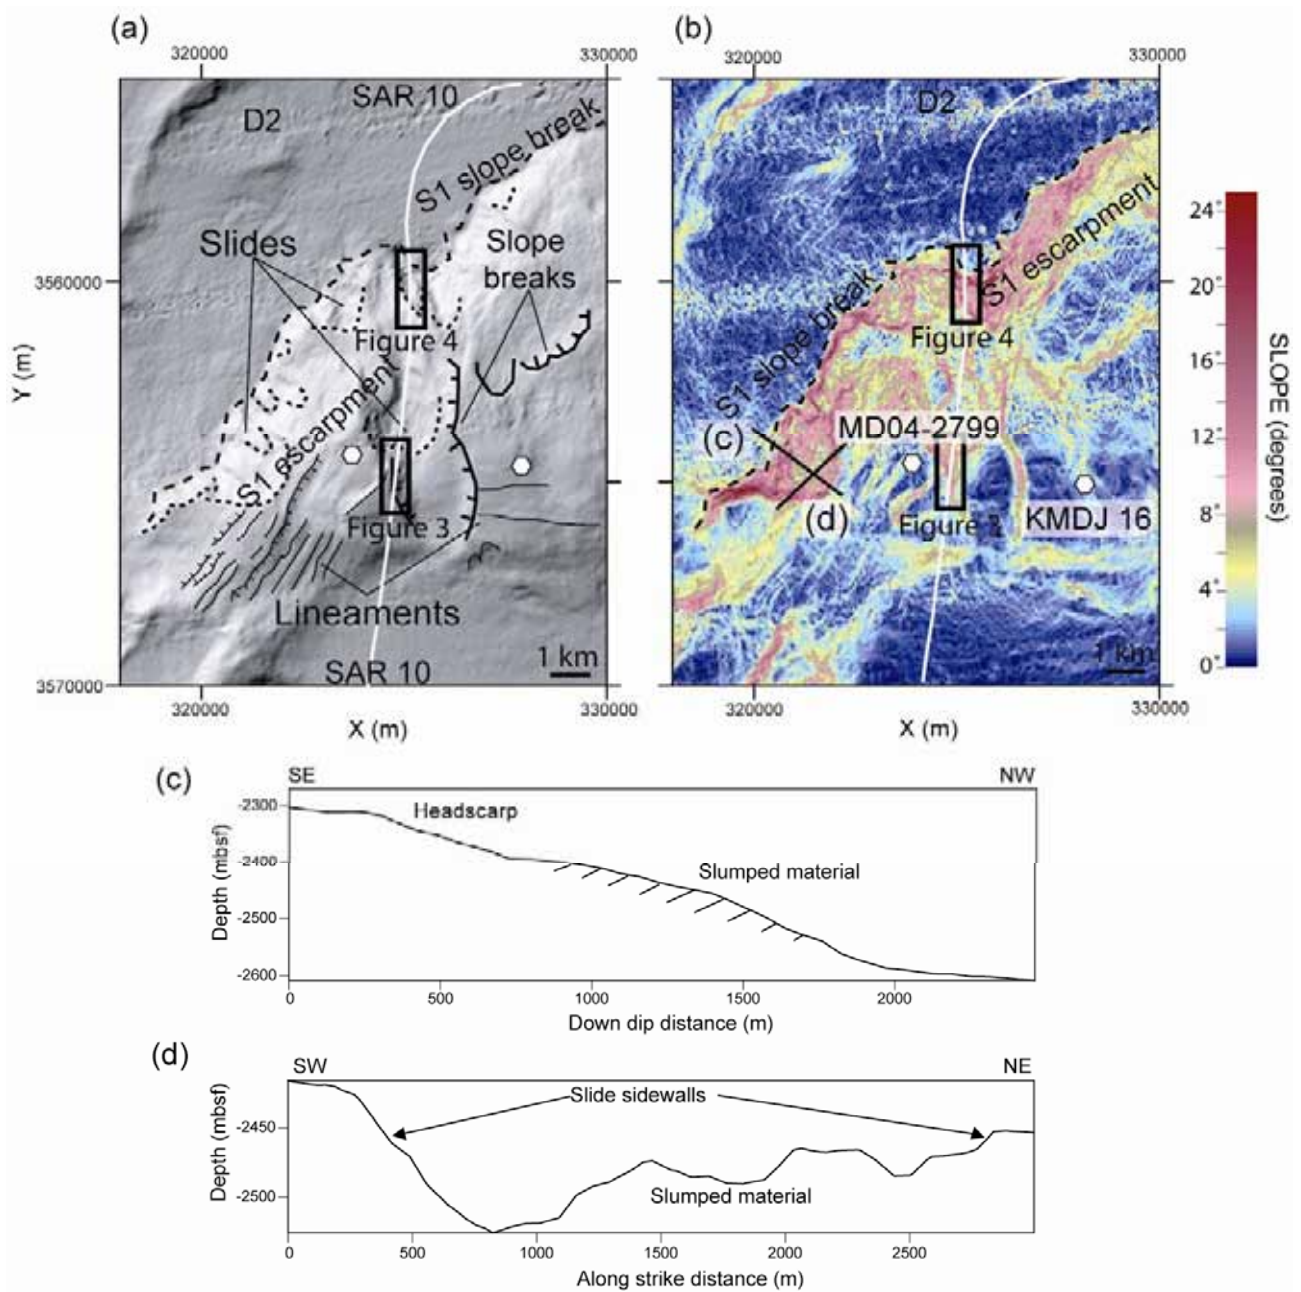 (a)
(b)
320000
330000
320000
330000
SAR 10
D2
S1 slope break
Slides
Slope
breaks
3560000
Figure 4
S1 escarpment
Figure 3
Lineaments
SAR 10
1 km
3570000
Y (m)
320000
330000
X (m)
D2
S1 slope break
S1 escarpment
Figure 4
MD04-2799
(c)
(d)
Figure 3
KMDJ 16
1 km
320000
330000
X (m)
24°
20°
16°
12°
8°
4°
0°
SLOPE (degrees)
(c)
SE
NW
Headscarp
Slumped material
-2300
-2400
-2500
-2600
Depth (mbsf)
0
500
1000
1500
2000
Down dip distance (m)
(d)
SW
NE
Slide sidewalls
Slumped material
-2450
-2500
Depth (mbsf)
0
500
1000
1500
2000
2500
Along strike distance (m)